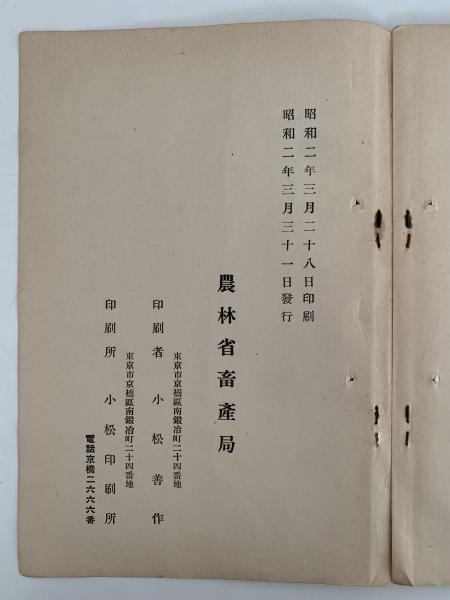 昭和二年三月二十八日印刷
昭和二年三月三十一日發行
農林省畜產局
東京市京橋區南鍛冶町二十四番地
印刷者 小松善作
東京市京橋區南鍛冶町二十四番地
印刷所 小松印刷所
電話京橋二六六六番